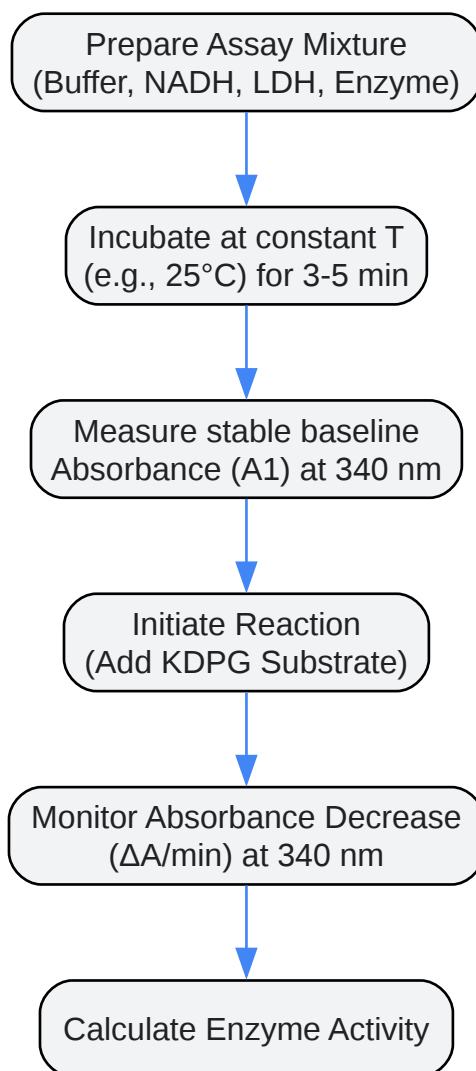 Prepare Assay Mixture
(Buffer, NADH, LDH, Enzyme)
Incubate at constant T
(e.g., 25°C) for 3-5 min
Measure stable baseline
Absorbance (A1) at 340 nm
Initiate Reaction
(Add KDPG Substrate)
Monitor Absorbance Decrease
(ΔA/min) at 340 nm
Calculate Enzyme Activity